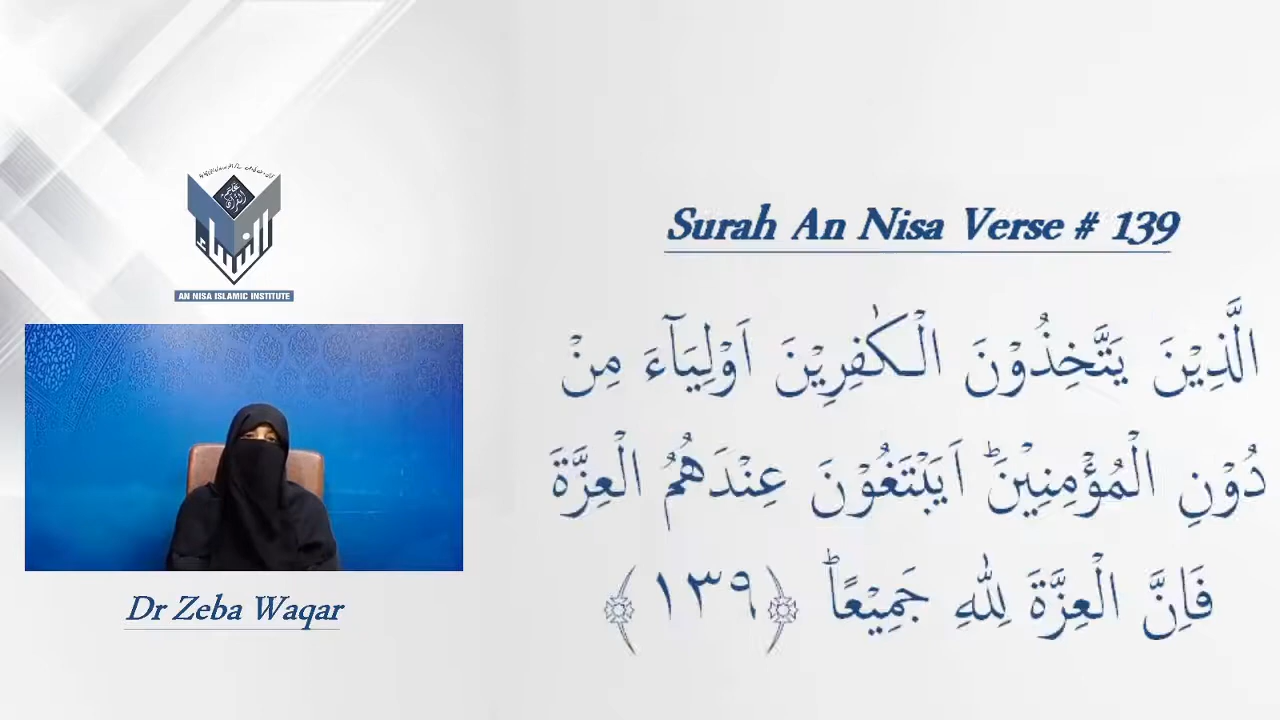 AN NISA ISLAMIC INSTITUTE
Dr Zeba Waqar
Surah An Nisa Verse # 139
الَّذِيْنَ يَتَّخِذُوْنَ الْكٰفِرِيْنَ اَوْلِيَآءَ مِنْ
دُوْنِ الْمُؤْمِنِيْنَ ؕ اَيَبْتَغُوْنَ عِنْدَهُمُ الْعِزَّةَ
فَاِنَّ الْعِزَّةَ لِلّٰهِ جَمِيْعًا ؕ ﴿١٣٩﴾